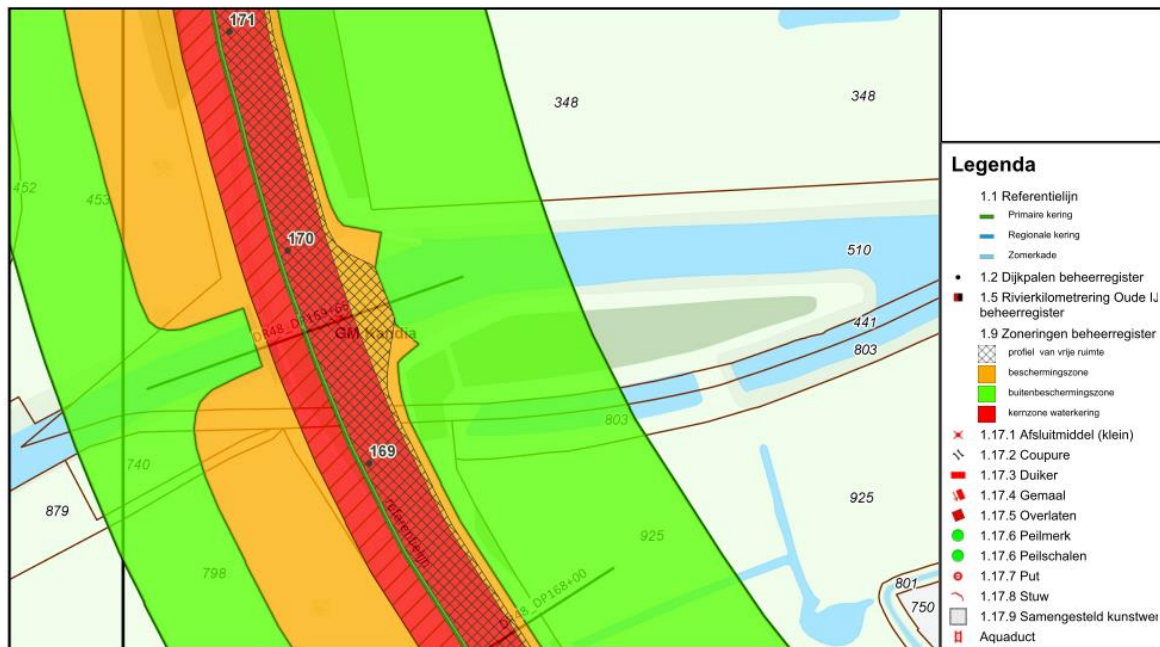 171
348
348
452
453
170
510
DR48_DP169+68
GM Kandia
441
803
803
740
169
879
925
925
798
DR48_DP168+00
801
750
Legenda
1.1 Referentielijn
Primaire kering
Regionale kering
Zomerkade
1.2 Dijkpalen beheerregister
1.5 Rivierkilometrering Oude IJ
beheerregister
1.9 Zoneringen beheerregister
profiel van vrije ruimte
beschermingszone
buitenbeschermingszone
kernzone waterkering
1.17.1 Afsluitmiddel (klein)
1.17.2 Coupure
1.17.3 Duiker
1.17.4 Gemaal
1.17.5 Overlaten
1.17.6 Peilmerk
1.17.6 Peilschalen
1.17.7 Put
1.17.8 Stuw
1.17.9 Samengesteld kunstwer
Aquaduct